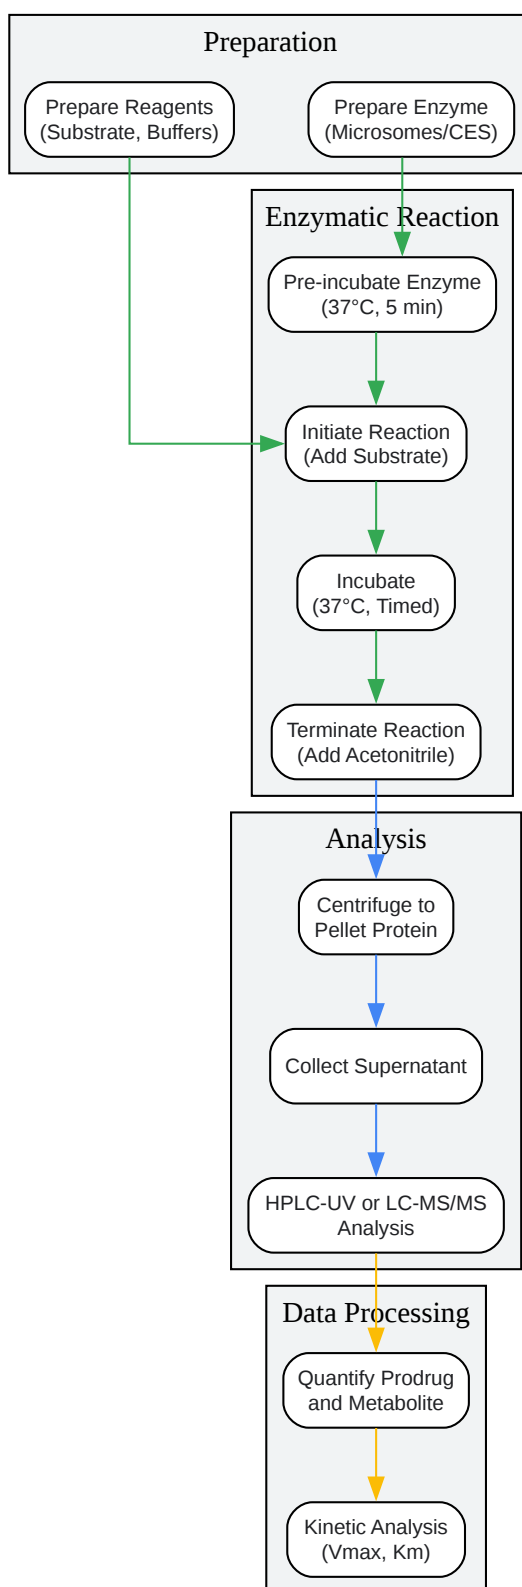 Preparation
Prepare Reagents
(Substrate, Buffers)
Prepare Enzyme
(Microsomes/CES)
Enzymatic Reaction
Pre-incubate Enzyme
(37°C, 5 min)
Initiate Reaction
(Add Substrate)
Incubate
(37°C, Timed)
Terminate Reaction
(Add Acetonitrile)
Analysis
Centrifuge to
Pellet Protein
Collect Supernatant
HPLC-UV or LC-MS/MS
Analysis
Data Processing
Quantify Prodrug
and Metabolite
Kinetic Analysis
(Vmax, Km)